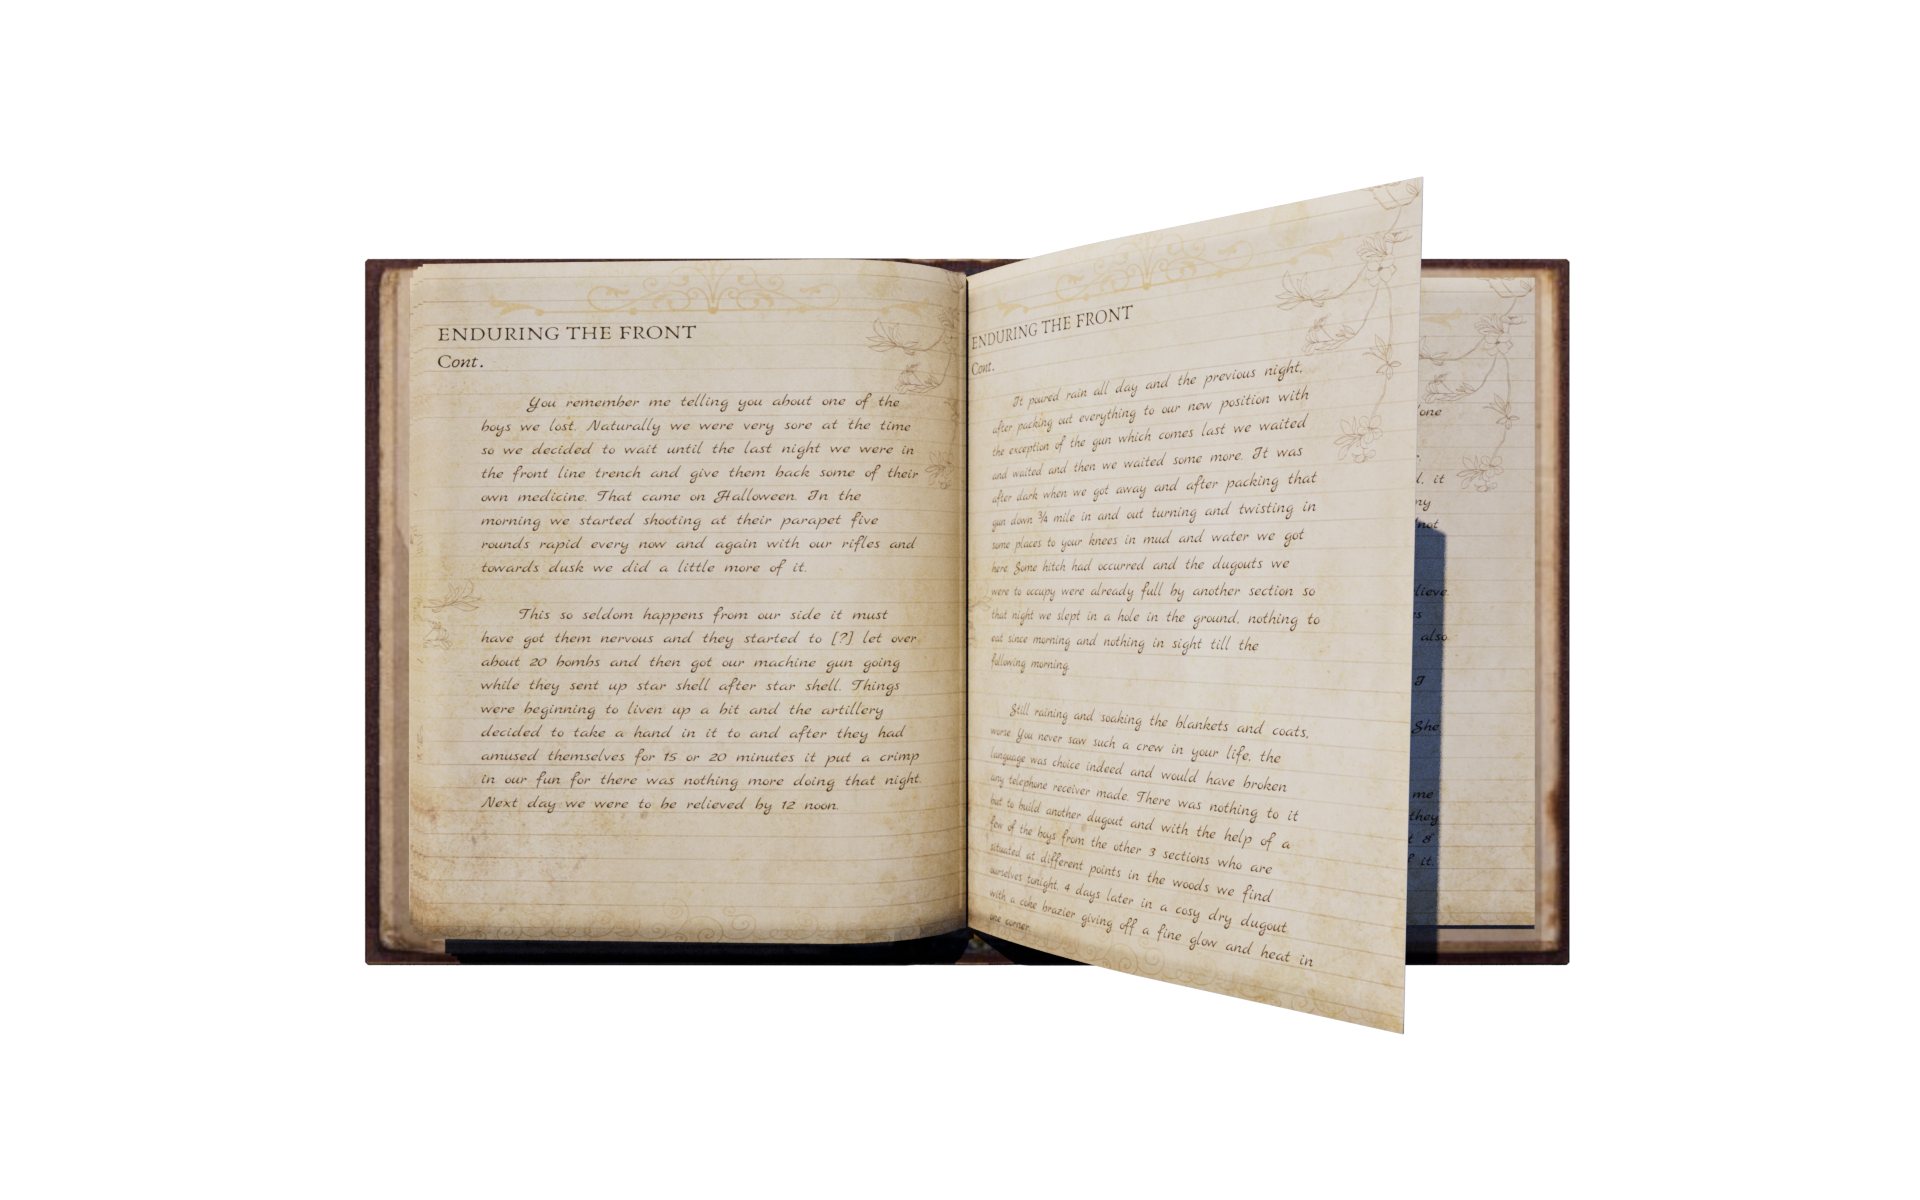 ENDURING THE FRONT
Cont.
You remember me telling you about one of the
boys we lost. Naturally we were very sore at the time
so we decided to wait until the last night we were in
the front line trench and give them back some of their
own medicine. That came on Halloween. In the
morning we started shooting at their parapet five
rounds rapid every now and again with our rifles and
towards dusk we did a little more of it.
This so seldom happens from our side it must
have got them nervous and they started to [?] let over
about 20 bombs and then got our machine gun going
while they sent up star shell after star shell. Things
were beginning to liven up a bit and the artillery
decided to take a hand in it to and after they had
amused themselves for 15 or 20 minutes it put a crimp
in our fun for there was nothing more doing that night.
Next day we were to be relieved by 12 noon.
ENDURING THE FRONT
Cont.
It poured rain all day and the previous night,
after packing out everything to our new position with
the exception of the gun which comes last we waited
and waited and then we waited some more. It was
after dark when we got away and after packing that
gun down ¾ mile in and out turning and twisting in
some places to your knees in mud and water we got
here. Some hitch had occurred and the dugouts we
were to occupy were already full by another section so
that night we slept in a hole in the ground, nothing to
eat since morning and nothing in sight till the
following morning.
Still raining and soaking the blankets and coats,
worse. You never saw such a crew in your life, the
language was choice indeed and would have broken
any telephone receiver made. There was nothing to it
but to build another dugout and with the help of a
few of the boys from the other 3 sections who are
situated at different points in the woods we find
ourselves tonight, 4 days later in a cosy dry dugout
with a coke brazier giving off a fine glow and heat in
one corner.
it
not
also
I
She
me
they
8
it.